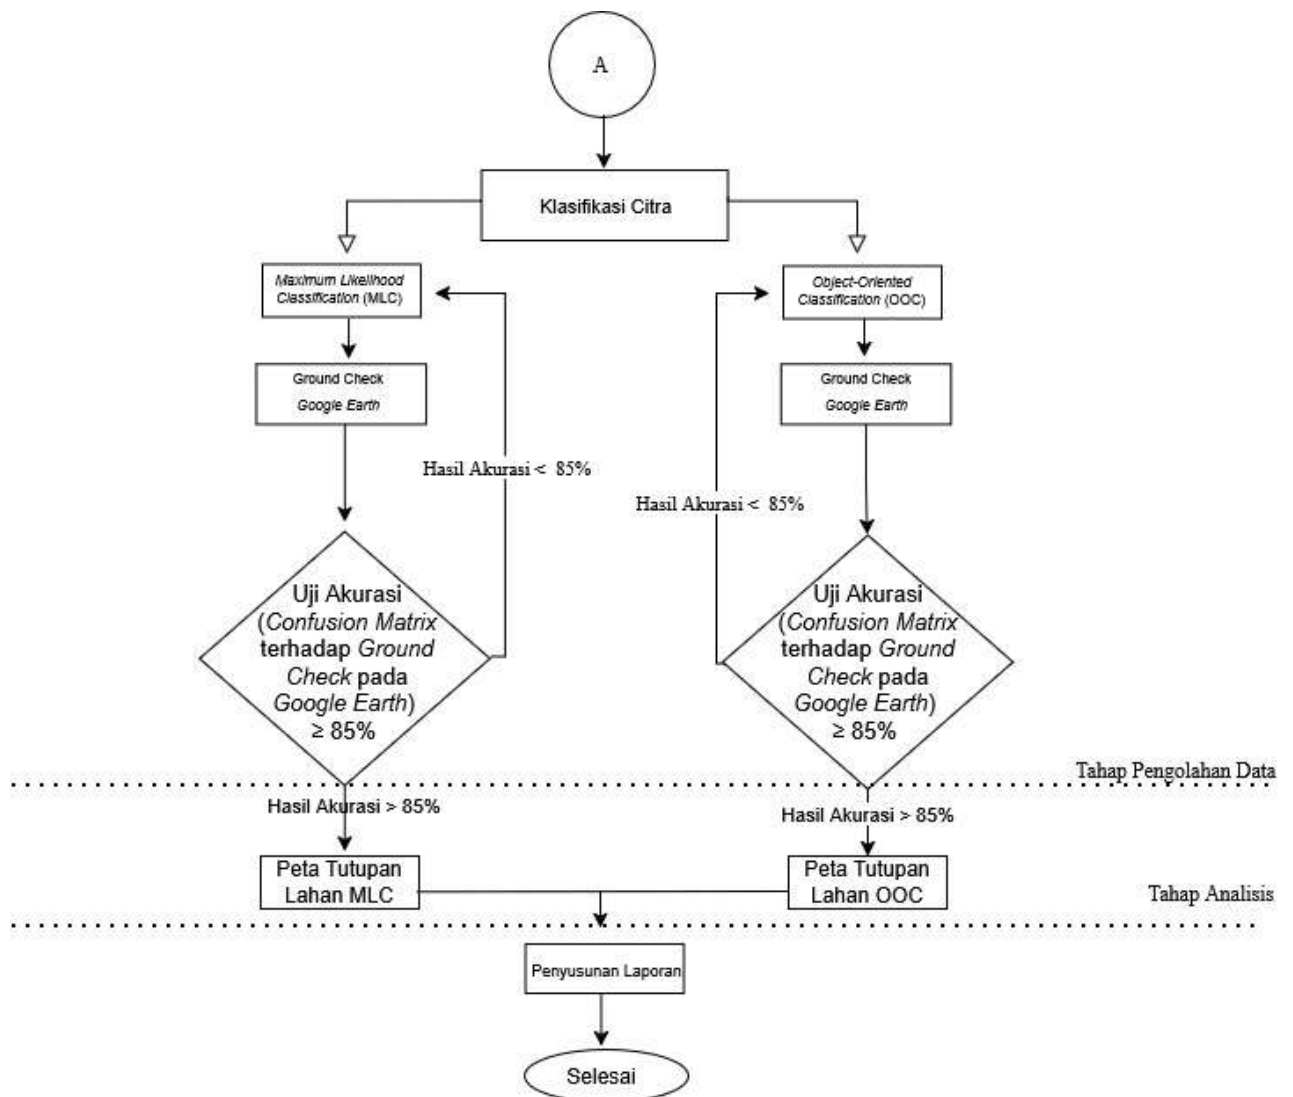 A
Klasifikasi Citra
Maximum Likelihood
Classification (MLC)
Object-Oriented
Classification (OOC)
Ground Check
Google Earth
Ground Check
Google Earth
Hasil Akurasi < 85%
Hasil Akurasi < 85%
Uji Akurasi
(Confusion Matrix
terhadap Ground
Check pada
Google Earth)
≥ 85%
Uji Akurasi
(Confusion Matrix
terhadap Ground
Check pada
Google Earth)
≥ 85%
Tahap Pengolahan Data
Hasil Akurasi > 85%
Hasil Akurasi > 85%
Peta Tutupan
Lahan MLC
Peta Tutupan
Lahan OOC
Tahap Analisis
Penyusunan Laporan
Selesai